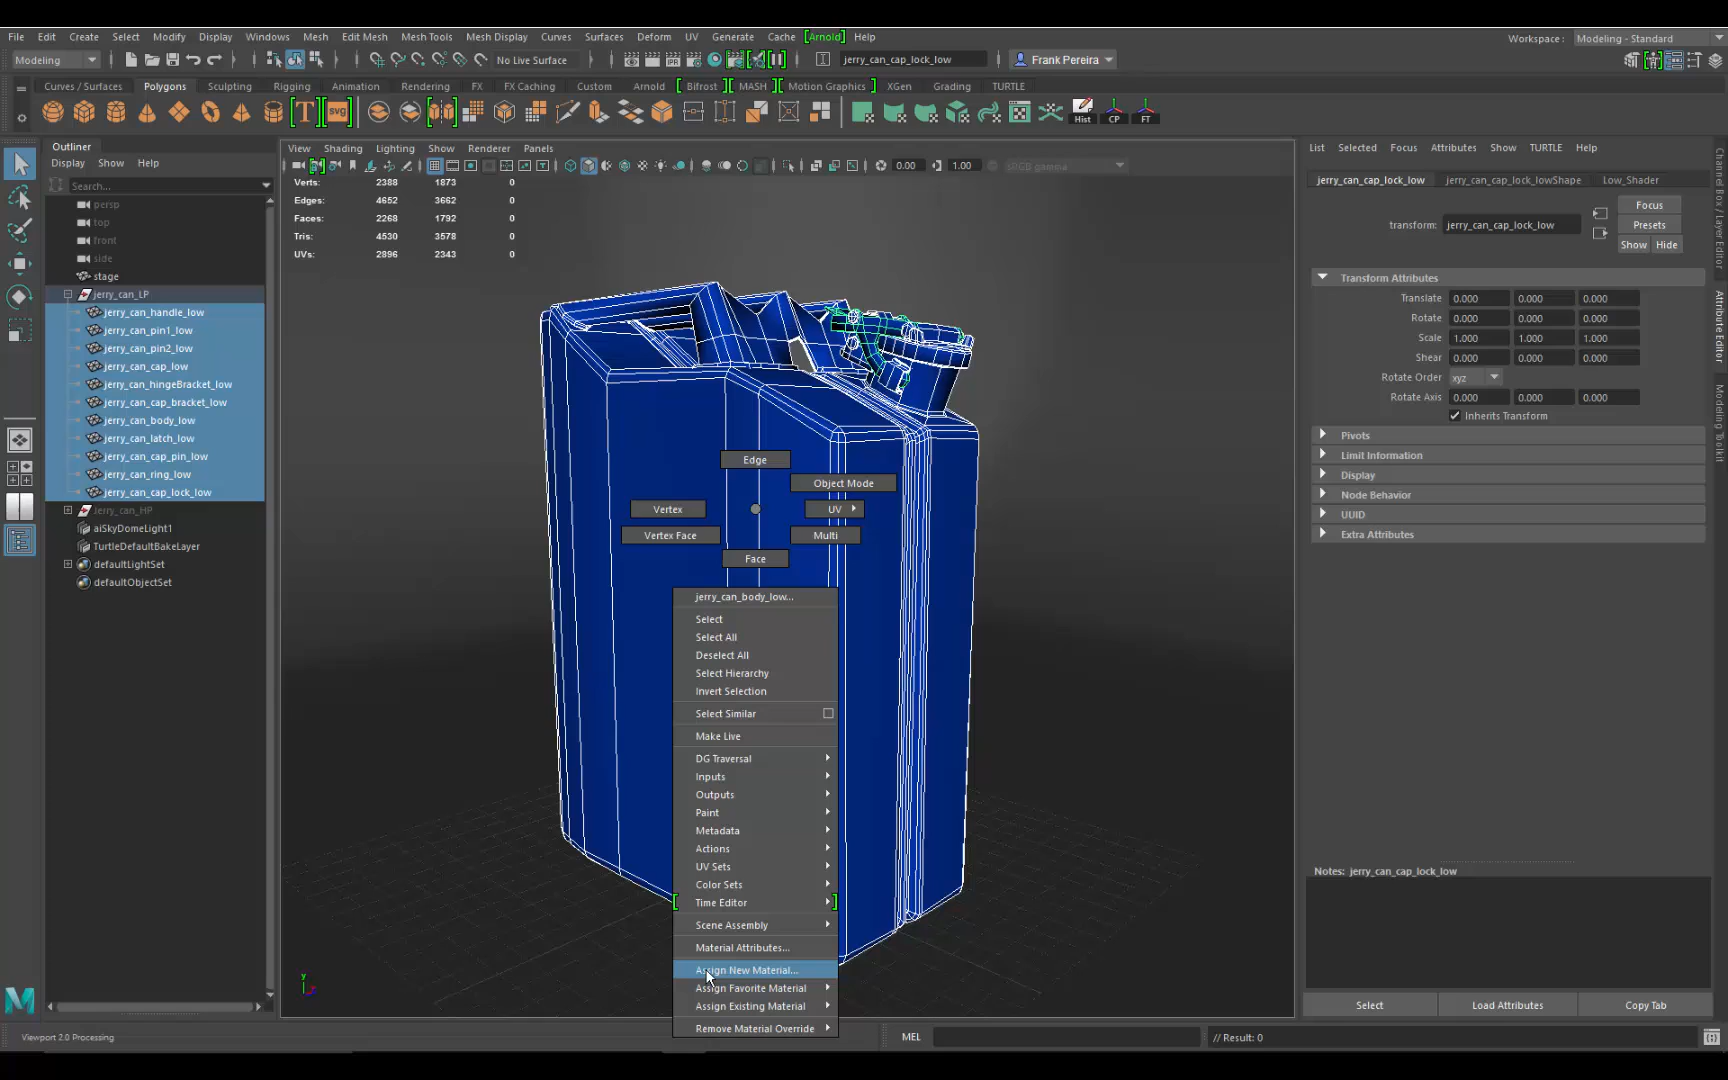 File Edit Create Select Modify Display Windows Mesh Edit Mesh Mesh Tools Mesh Display Curves Surfaces Deform UV Generate Cache [Arnold] Help
Workspace : Modeling - Standard
Modeling No Live Surface jerry_can_cap_lock_low Frank Pereira
Curves / Surfaces Polygons Sculpting Rigging Animation Rendering FX FX Caching Custom Arnold Bifrost MASH Motion Graphics XGen Grading TURTLE
T SVG Hist CP FT
Outliner
Display Show Help
Search...
persp
top
front
side
stage
jerry_can_LP
jerry_can_handle_low
jerry_can_pin1_low
jerry_can_pin2_low
jerry_can_cap_low
jerry_can_hingeBracket_low
jerry_can_cap_bracket_low
jerry_can_body_low
jerry_can_latch_low
jerry_can_cap_pin_low
jerry_can_ring_low
jerry_can_cap_lock_low
Jerry_can_HP
aiSkyDomeLight1
TurtleDefaultBakeLayer
defaultLightSet
defaultObjectSet
View Shading Lighting Show Renderer Panels
0.00 1.00 sRGB gamma
Verts: 2388 1873 0
Edges: 4652 3662 0
Faces: 2268 1792 0
Tris: 4530 3578 0
UVs: 2896 2343 0
Edge
Object Mode
Vertex
UV
Vertex Face
Multi
Face
jerry_can_body_low...
Select
Select All
Deselect All
Select Hierarchy
Invert Selection
Select Similar
Make Live
DG Traversal
Inputs
Outputs
Paint
Metadata
Actions
UV Sets
Color Sets
Time Editor
Scene Assembly
Material Attributes...
Assign New Material...
Assign Favorite Material
Assign Existing Material
Remove Material Override
y
List Selected Focus Attributes Show TURTLE Help
jerry_can_cap_lock_low jerry_can_cap_lock_lowShape Low_Shader
Focus
transform: jerry_can_cap_lock_low Presets
Show Hide
Transform Attributes
Translate 0.000 0.000 0.000
Rotate 0.000 0.000 0.000
Scale 1.000 1.000 1.000
Shear 0.000 0.000 0.000
Rotate Order xyz
Rotate Axis 0.000 0.000 0.000
Inherits Transform
Pivots
Limit Information
Display
Node Behavior
UUID
Extra Attributes
Notes: jerry_can_cap_lock_low
Select Load Attributes Copy Tab
Channel Box / Layer Editor
Attribute Editor
Modeling Toolkit
Viewport 2.0 Processing
MEL
// Result: 0